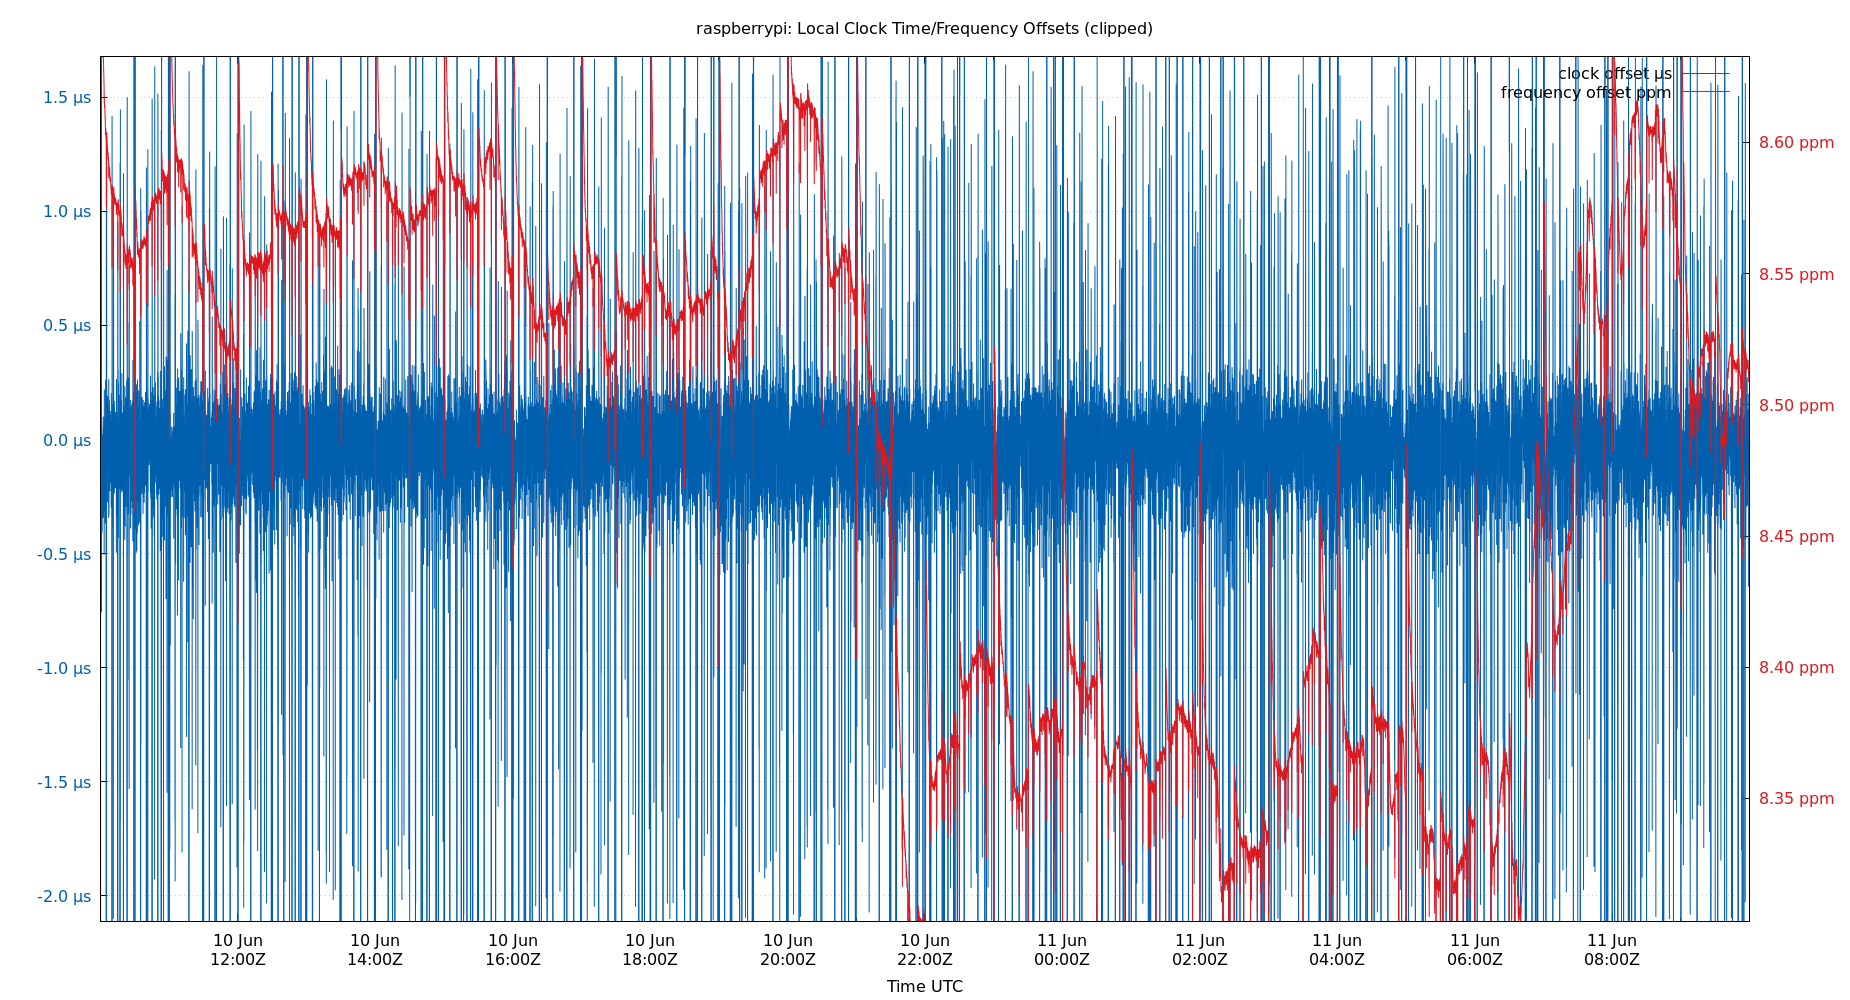 raspberrypi: Local Clock Time/Frequency Offsets (clipped)
clock offset µs
frequency offset ppm
1.5 µs
1.0 µs
0.5 µs
0.0 µs
-0.5 µs
-1.0 µs
-1.5 µs
-2.0 µs
8.60 ppm
8.55 ppm
8.50 ppm
8.45 ppm
8.40 ppm
8.35 ppm
10 Jun 10 Jun 10 Jun 10 Jun 10 Jun 10 Jun 11 Jun 11 Jun 11 Jun 11 Jun 11 Jun
12:00Z 14:00Z 16:00Z 18:00Z 20:00Z 22:00Z 00:00Z 02:00Z 04:00Z 06:00Z 08:00Z
Time UTC